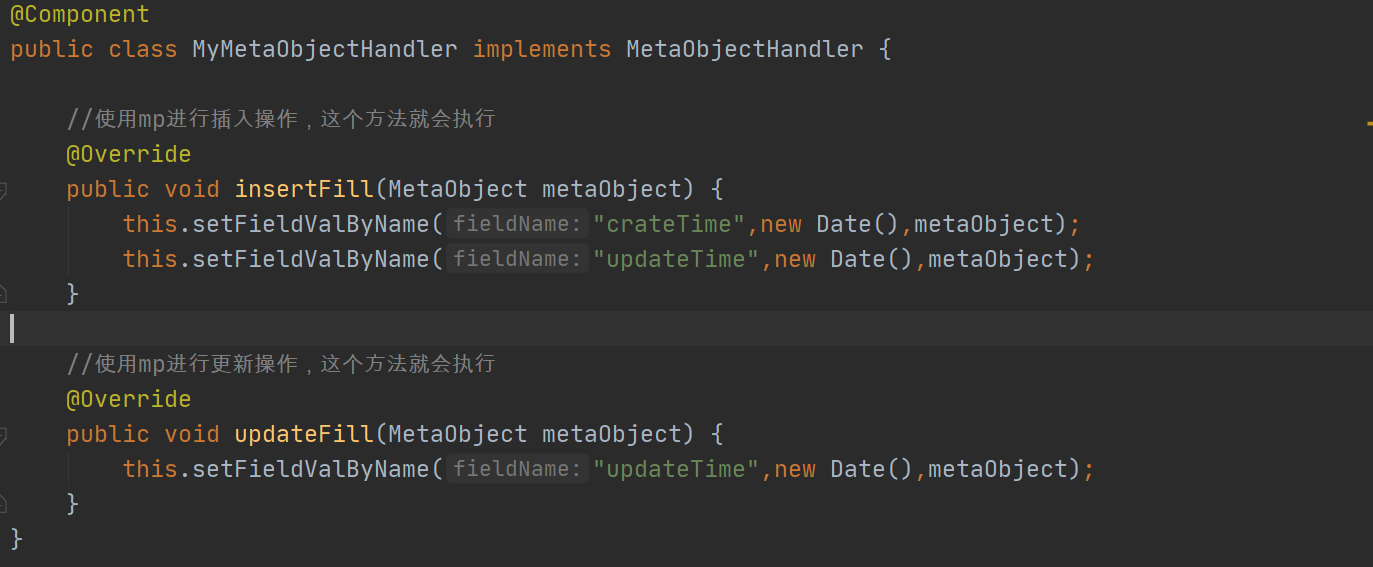 @Component
public class MyMetaObjectHandler implements MetaObjectHandler {
//使用mp进行插入操作，这个方法就会执行
@Override
public void insertFill(MetaObject metaObject) {
this.setFieldValByName( fieldName: "crateTime",new Date(),metaObject);
this.setFieldValByName( fieldName: "updateTime",new Date(),metaObject);
}
//使用mp进行更新操作，这个方法就会执行
@Override
public void updateFill(MetaObject metaObject) {
this.setFieldValByName( fieldName: "updateTime",new Date(),metaObject);
}
}